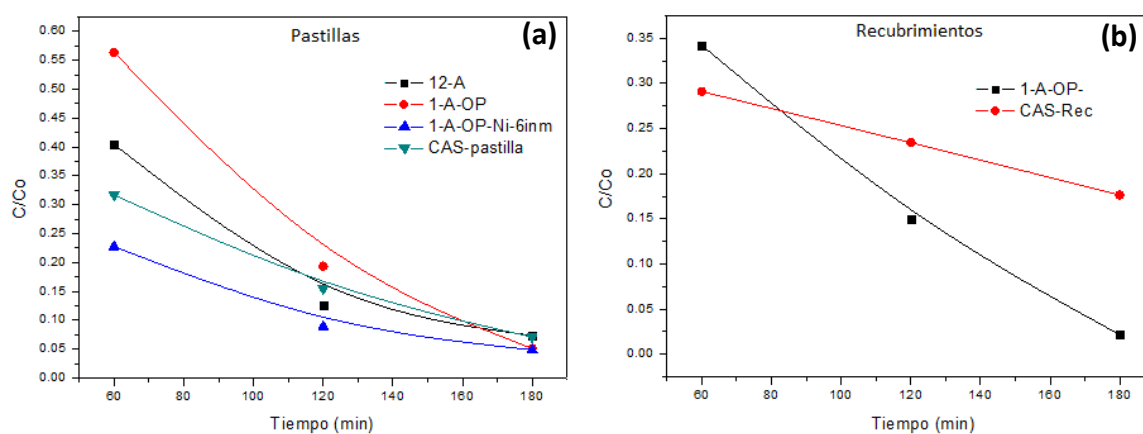 Pastillas
(a)
12-A
1-A-OP
1-A-OP-Ni-6inm
CAS-pastilla
C/Co
0.60
0.55
0.50
0.45
0.40
0.35
0.30
0.25
0.20
0.15
0.10
0.05
0.00
60 80 100 120 140 160 180
Tiempo (min)
Recubrimientos
(b)
1-A-OP-
CAS-Rec
C/Co
0.35
0.30
0.25
0.20
0.15
0.10
0.05
0.00
60 80 100 120 140 160 180
Tiempo (min)